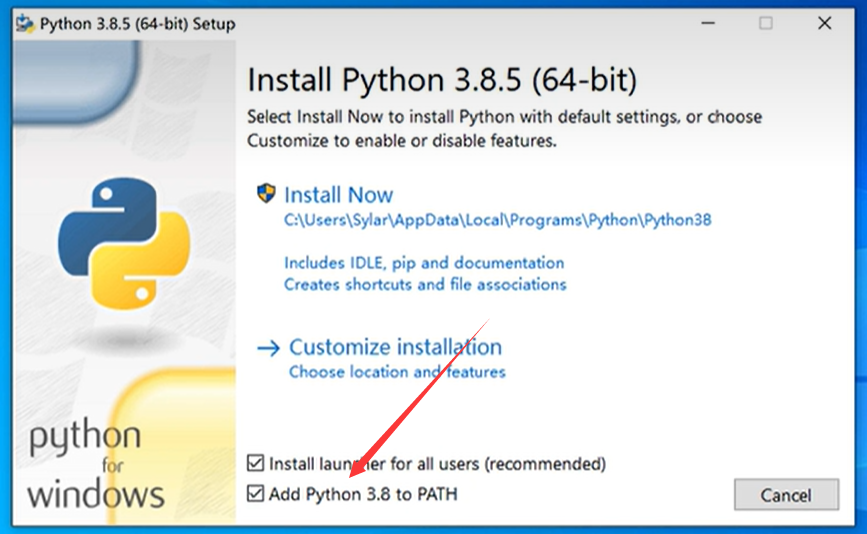 Python 3.8.5 (64-bit) Setup
Install Python 3.8.5 (64-bit)
Select Install Now to install Python with default settings, or choose
Customize to enable or disable features.
Install Now
C:\Users\Sylar\AppData\Local\Programs\Python\Python38
Includes IDLE, pip and documentation
Creates shortcuts and file associations
Customize installation
Choose location and features
Install launcher for all users (recommended)
Add Python 3.8 to PATH
python
for
windows
Cancel